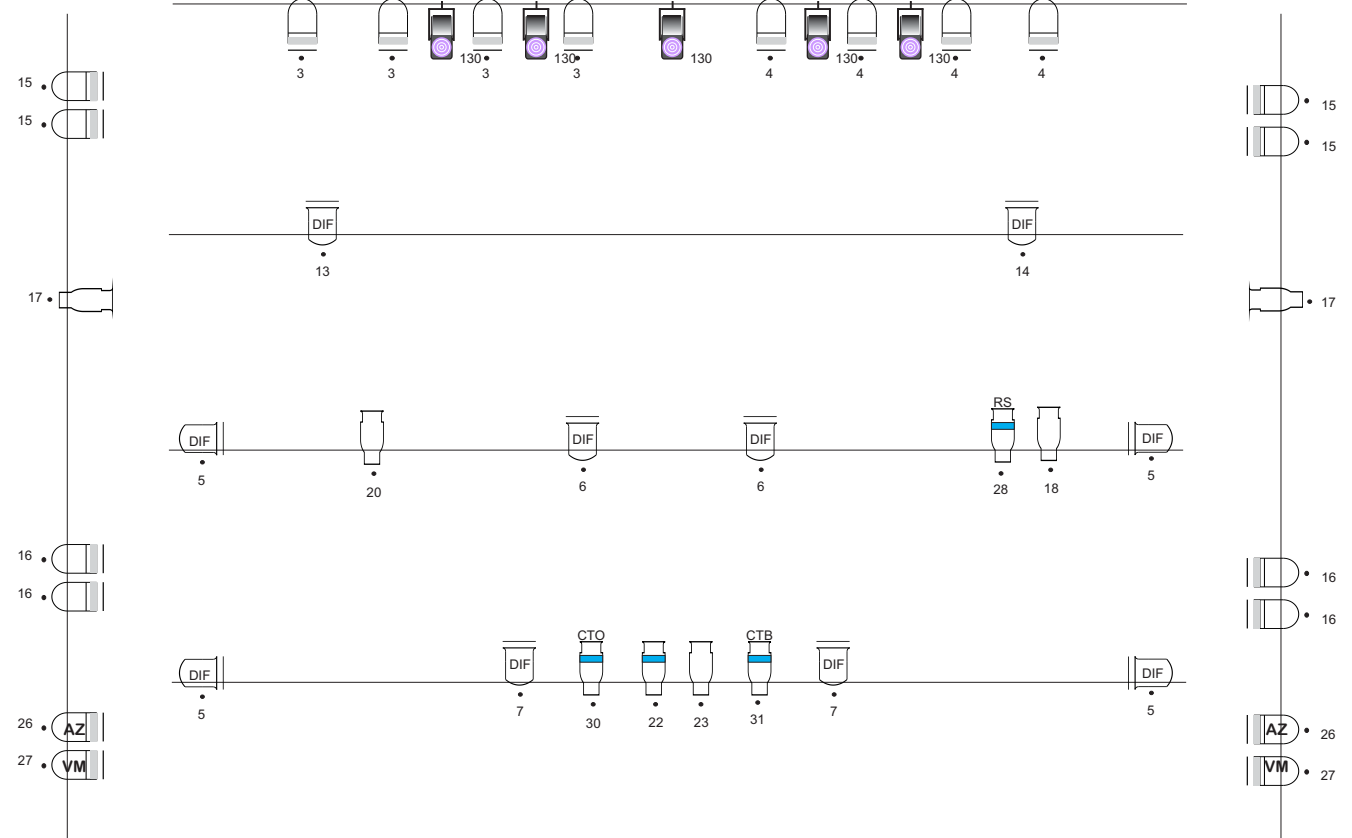 130 130 130 130 130
3 3 3 3 4 4 4 4
15
15
15
15
DIF DIF
13 14
17 17
RS
DIF DIF DIF DIF
5 20 6 6 28 18 5
16
16
16
16
CTO CTB
DIF DIF DIF DIF
5 7 30 22 23 31 7 5
26 AZ AZ 26
27 VM VM 27